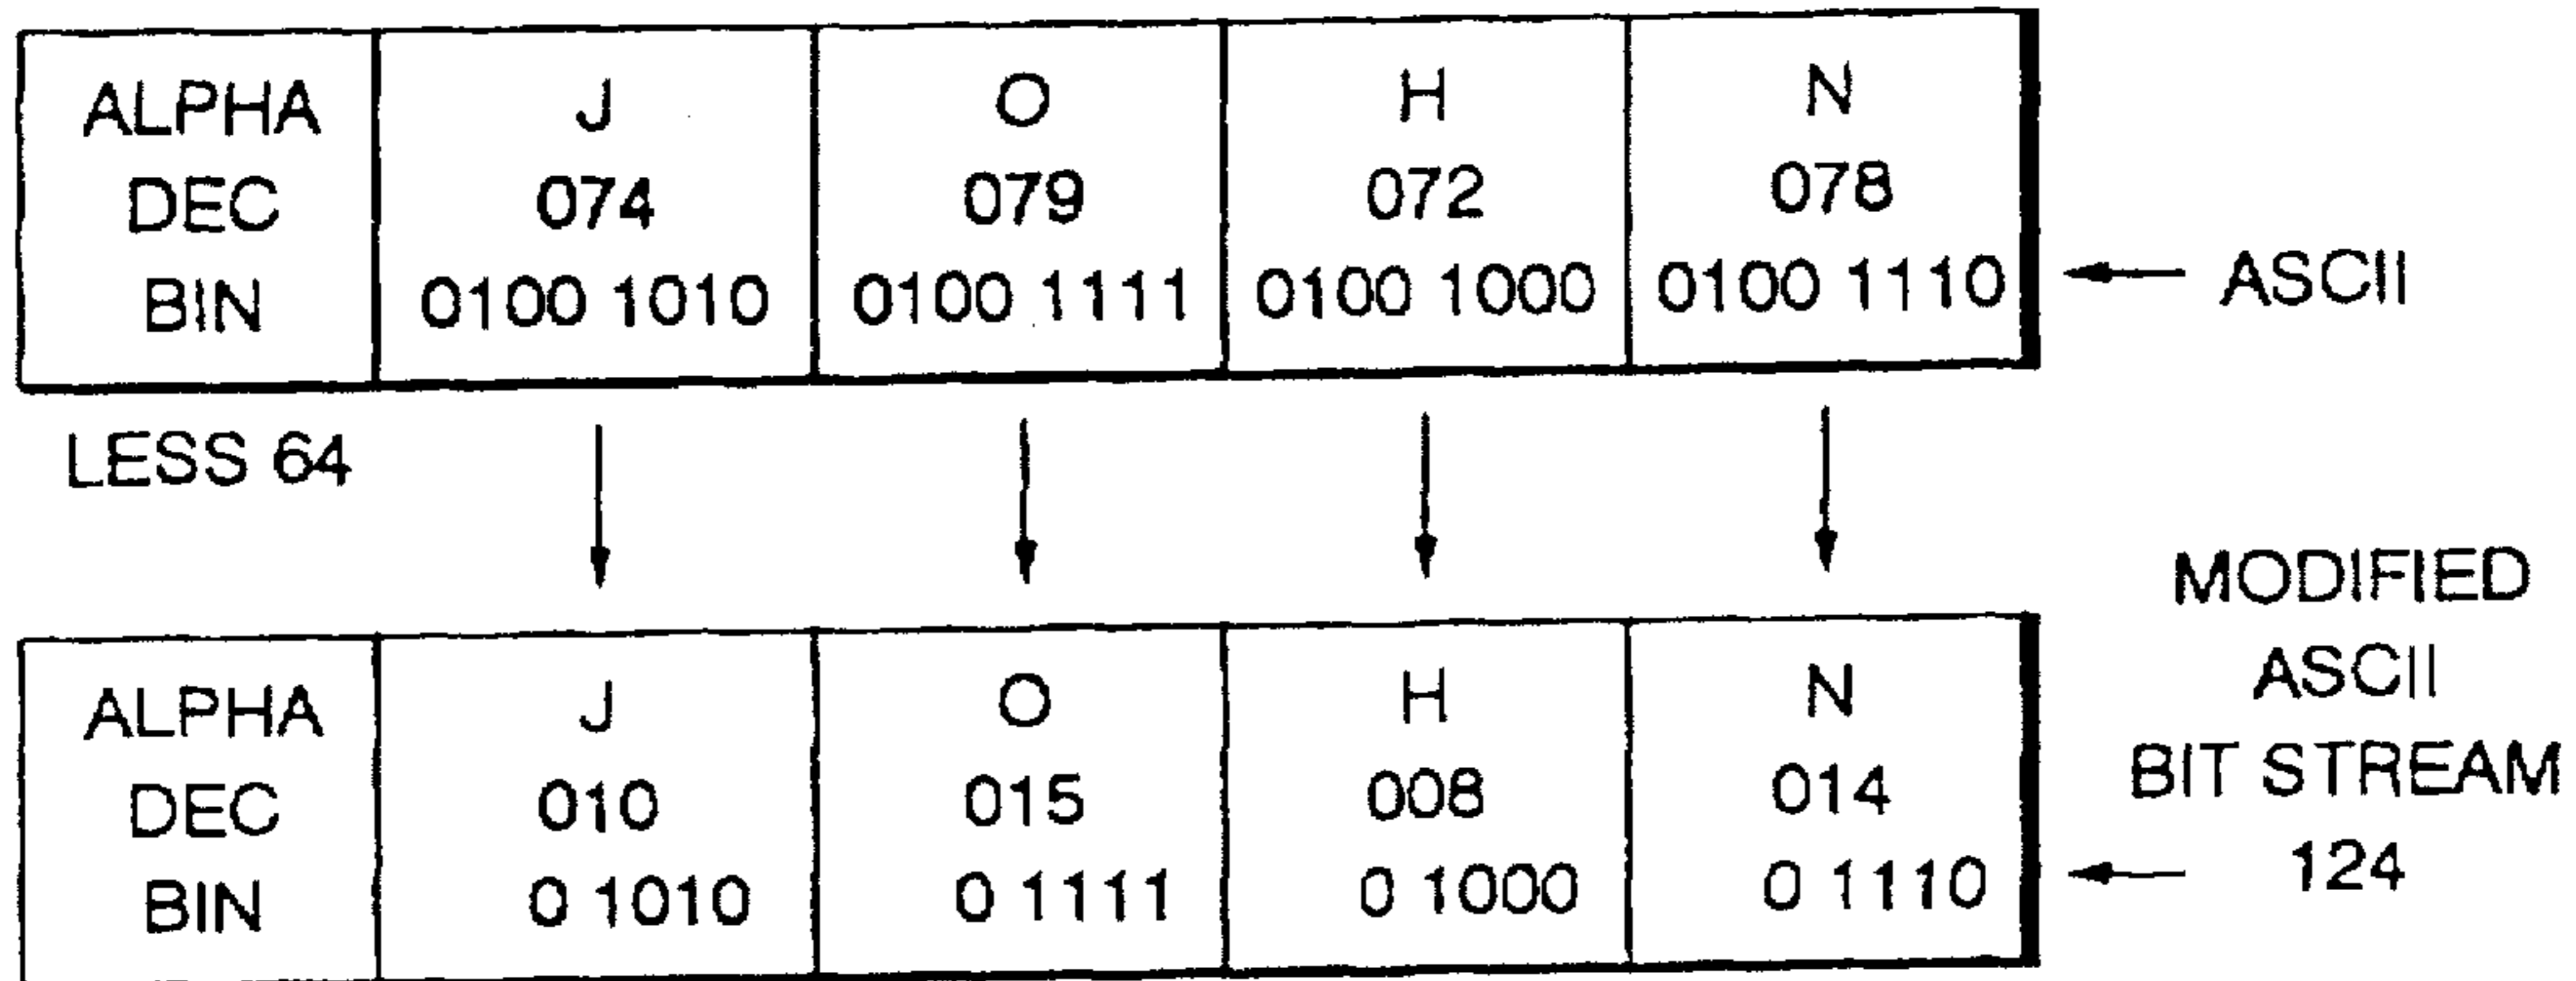 ALPHA J O H N
DEC 074 079 072 078
BIN 0100 1010 0100 1111 0100 1000 0100 1110 ASCII
LESS 64
MODIFIED
ASCII
BIT STREAM
124
ALPHA J O H N
DEC 010 015 008 014
BIN 0 1010 0 1111 0 1000 0 1110